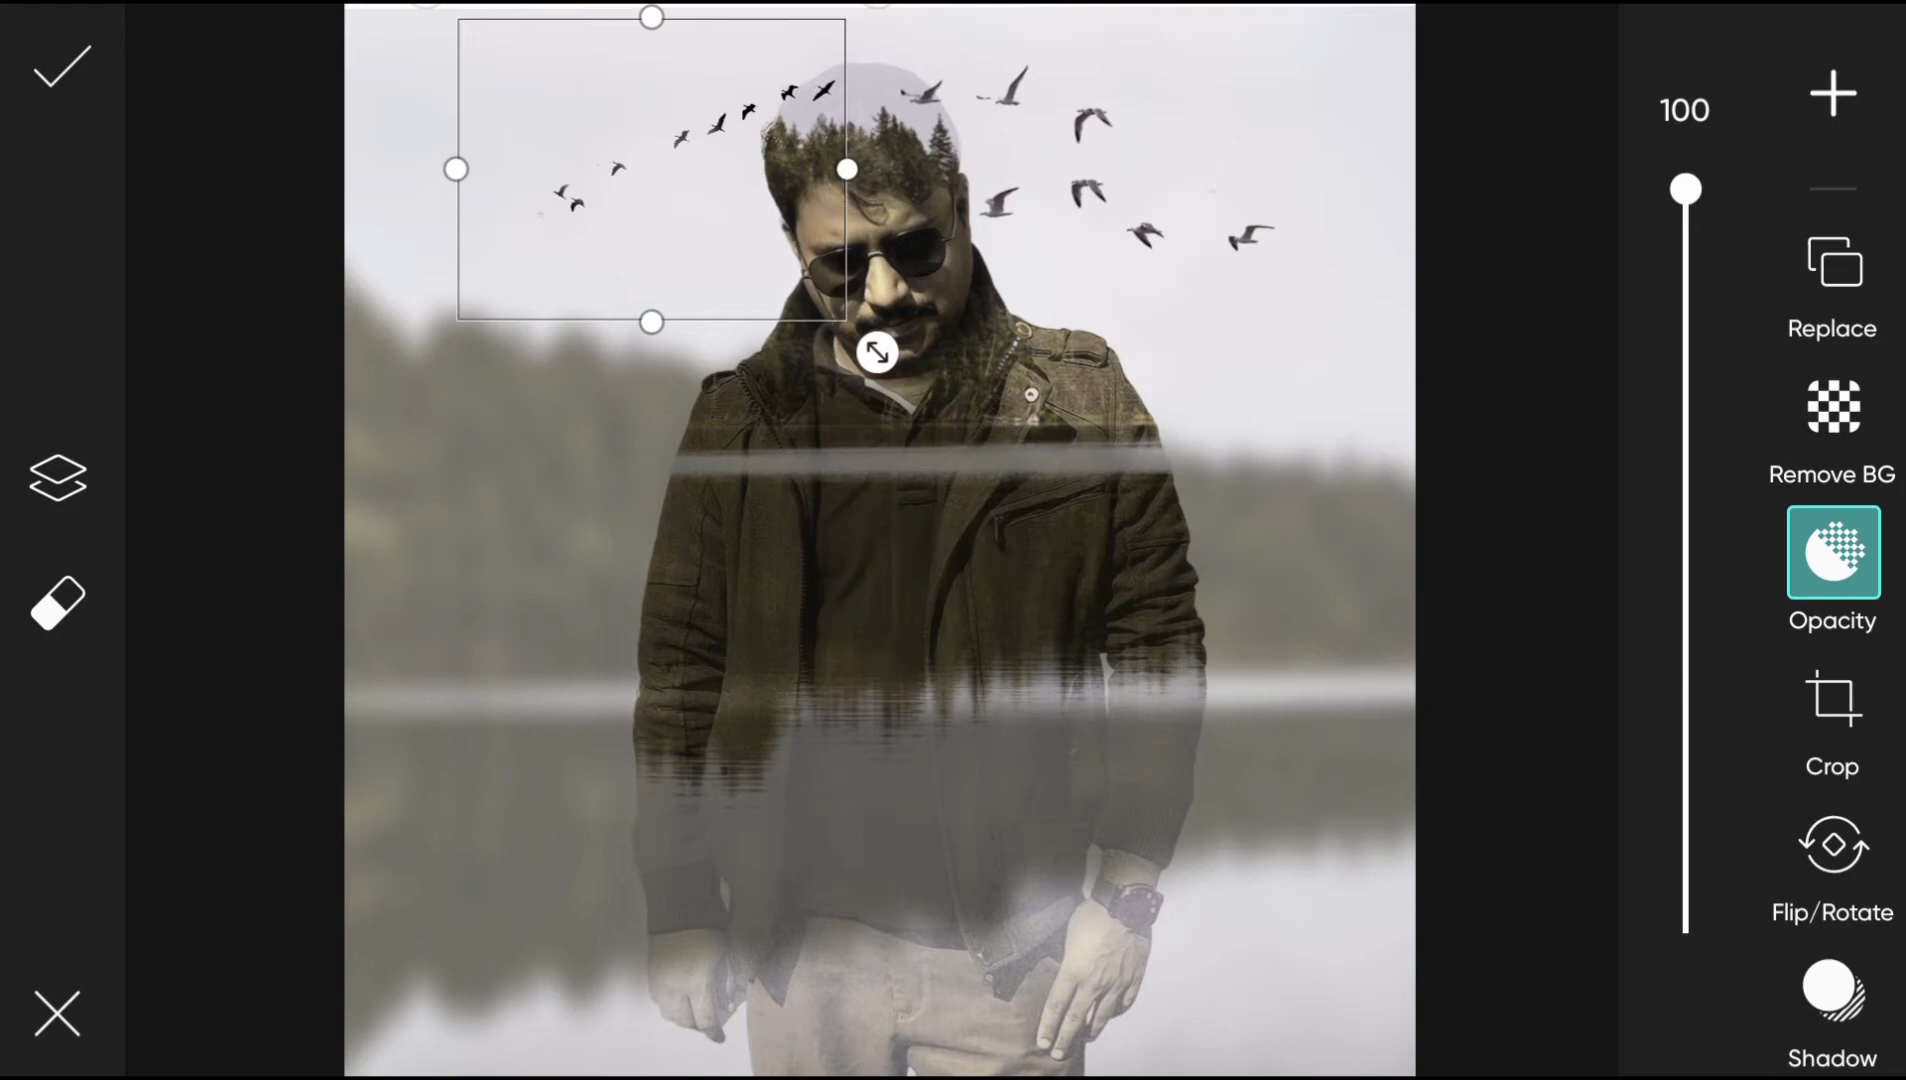 100
Replace
Remove BG
Opacity
Crop
Flip/Rotate
Shadow